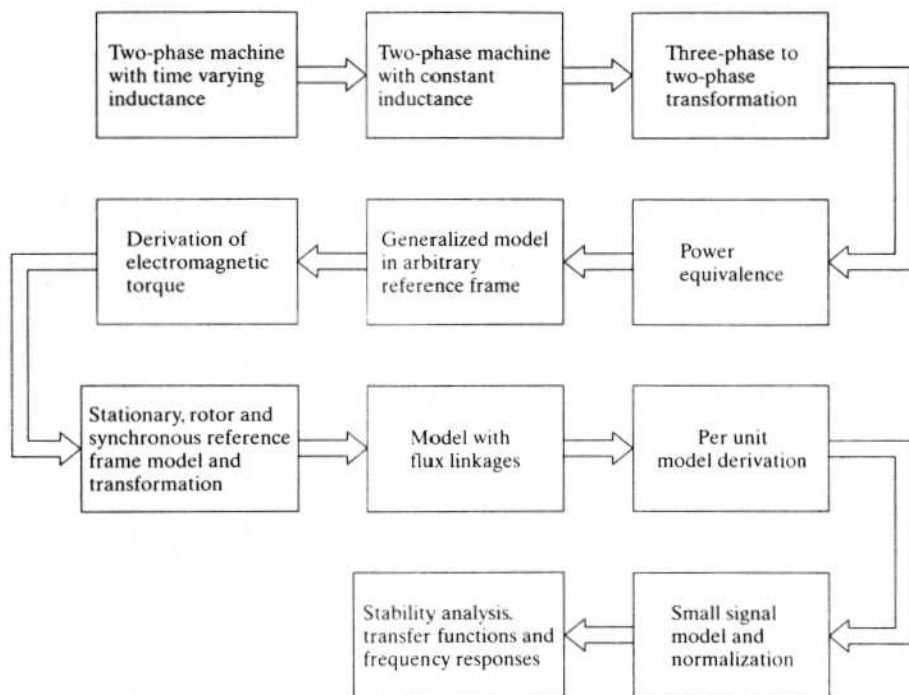 Two-phase machine
with time varying
inductance
Two-phase machine
with constant
inductance
Three-phase to
two-phase
transformation
Derivation of
electromagnetic
torque
Generalized model
in arbitrary
reference frame
Power
equivalence
Stationary, rotor and
synchronous reference
frame model and
transformation
Model with
flux linkages
Per unit
model derivation
Stability analysis,
transfer functions and
frequency responses
Small signal
model and
normalization